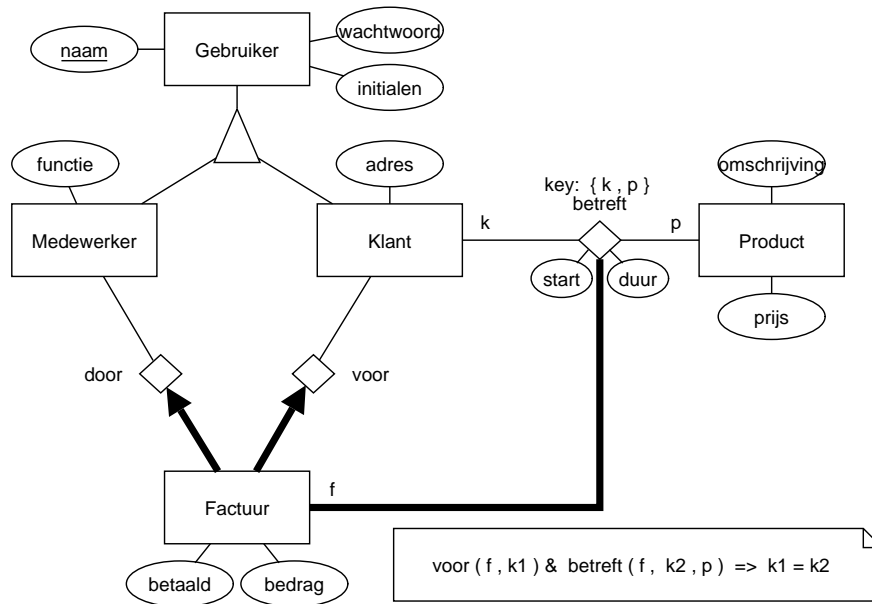 naam
Gebruiker
wachtwoord
initialen
functie
adres
omschrijving
key: { k , p }
betreft
Medewerker
Klant
k
p
Product
start
duur
prijs
door
voor
f
Factuur
betaald
bedrag
voor ( f , k1 ) & betreft ( f , k2 , p ) => k1 = k2